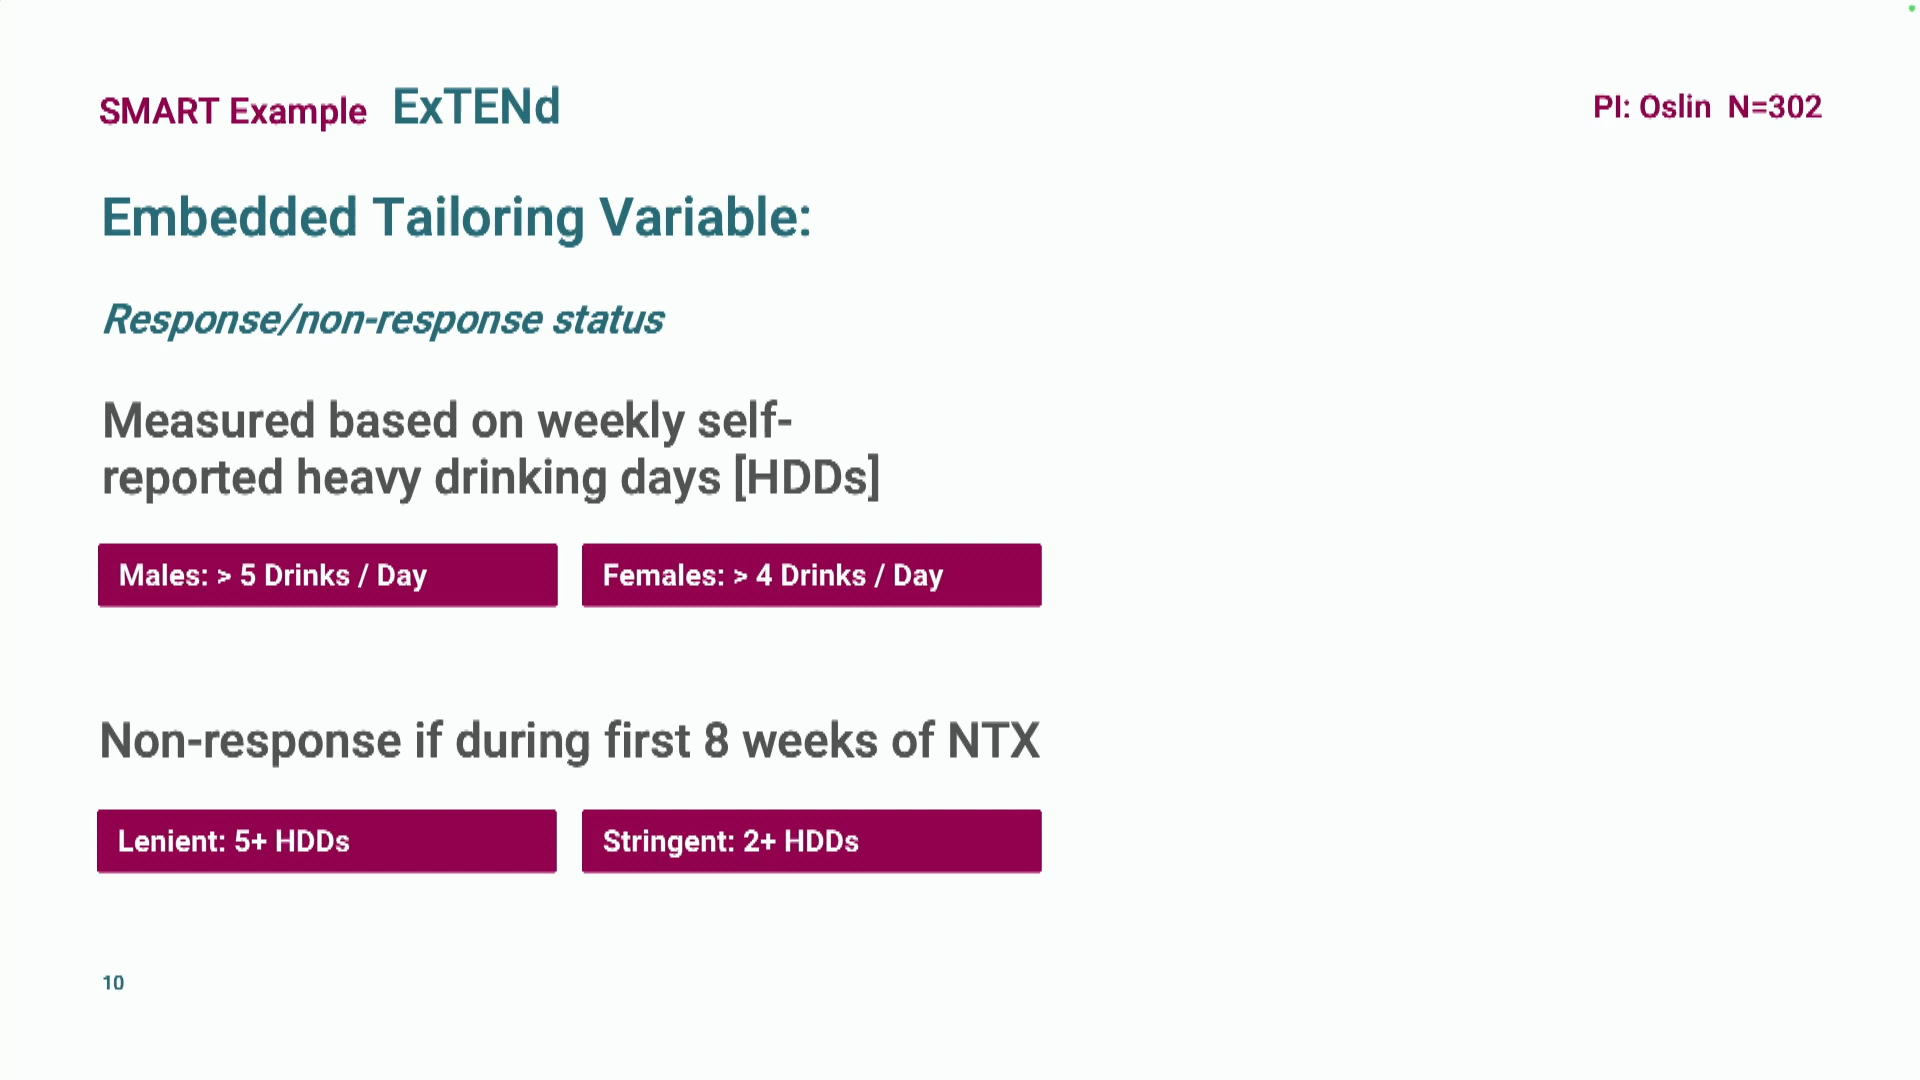 SMART Example ExTENd
PI: Oslin N=302
Embedded Tailoring Variable:
Response/non-response status
Measured based on weekly self-
reported heavy drinking days [HDDs]
Males: > 5 Drinks / Day
Females: > 4 Drinks / Day
Non-response if during first 8 weeks of NTX
Lenient: 5+ HDDs
Stringent: 2+ HDDs
10